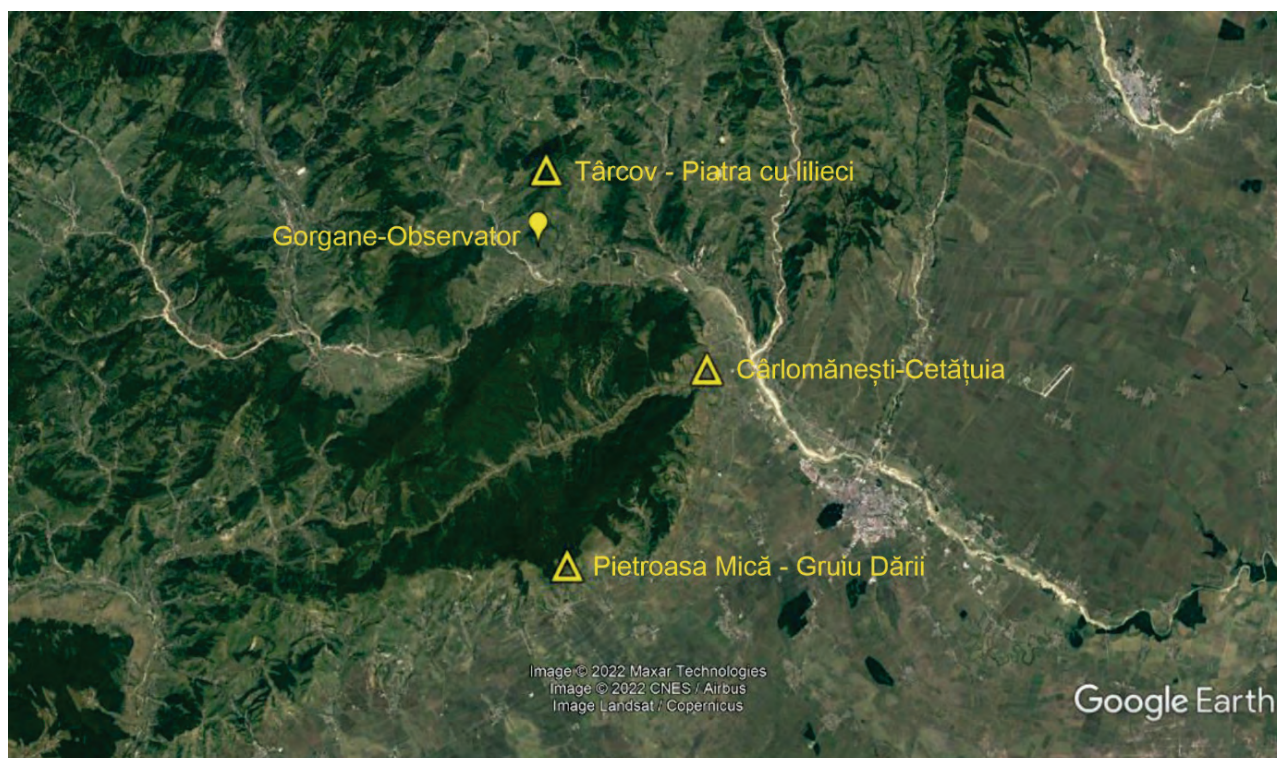 Târcov - Piatra cu lilieci
Gorgane-Observator
Cârlomănești-Cetățuia
Pietroasa Mică - Gruiu Dării
Image © 2022 Maxar Technologies
Image © 2022 CNES / Airbus
Image Landsat / Copernicus
Google Earth